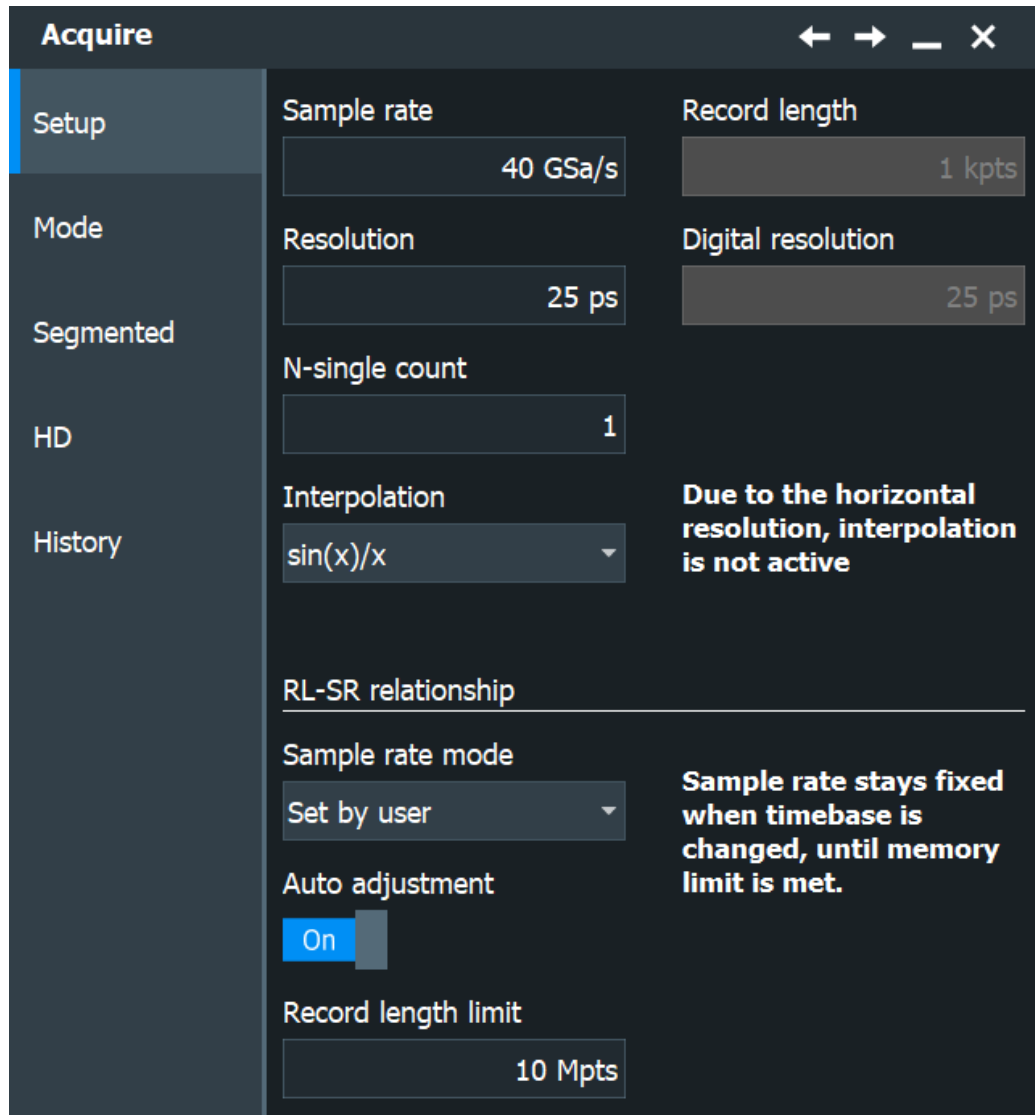 Acquire
Setup
Mode
Segmented
HD
History
Sample rate
40 GSa/s
Record length
1 kpts
Resolution
25 ps
Digital resolution
25 ps
N-single count
1
Interpolation
sin(x)/x
Due to the horizontal
resolution, interpolation
is not active
RL-SR relationship
Sample rate mode
Set by user
Sample rate stays fixed
when timebase is
changed, until memory
limit is met.
Auto adjustment
On
Record length limit
10 Mpts